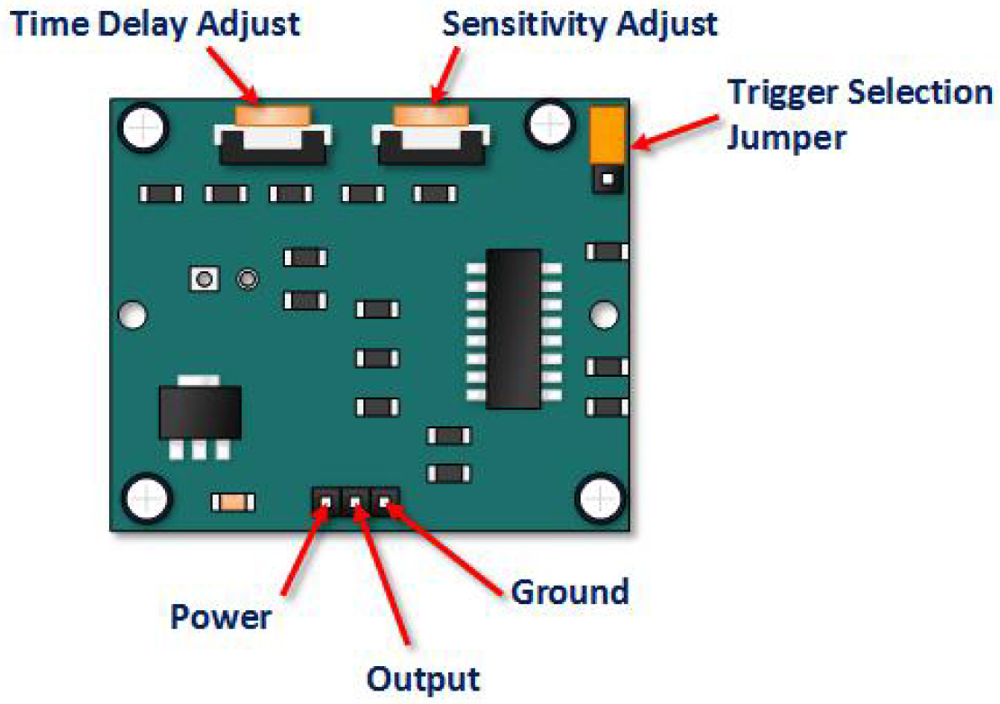 Time Delay Adjust
Sensitivity Adjust
Trigger Selection
Jumper
Ground
Power
Output